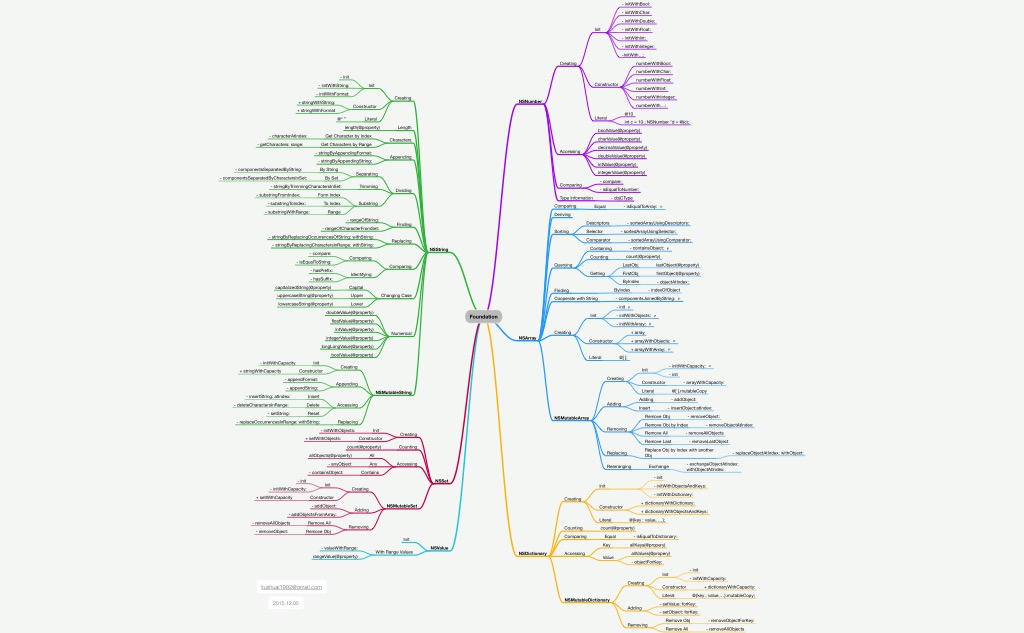 Foundation
NSString
Creating
Init
- init
- initWithString:
- initWithFormat:
Constructor
+ stringWithString:
+ stringWithFormat
Literal
@" "
Length
length(@property)
Characters
Get Character by Index
- characterAtIndex:
Get Characters by Range
- getCharacters: range:
Appending
- stringByAppendingFormat:
- stringByAppendingString:
Dividing
Separating
By String
- componentsSeparatedByString:
By Set
- componentsSeparatedByCharactersInSet:
Trimming
- stringByTrimmingCharactersInSet:
Substring
Form Index
- substringFromIndex:
To Index
- substringToIndex:
Range
- substringWithRange:
Finding
- rangeOfString:
- rangeOfCharacterFromSet:
Replacing
- stringByReplacingOccurrancesOfString: withString:
- stringByReplacingCharactersInRange: withString:
Comparing
Comparing
- compare:
- isEqualToString:
Identifying
- hasPrefix:
- hasSuffix:
Changing Case
Capital
capitalizedString(@property)
Upper
uppercaseString(@property)
Lower
lowercaseString(@property)
Numerical
doubleValue(@property)
floatValue(@property)
intValue(@property)
integerValue(@property)
longLongValue(@property)
boolValue(@property)
NSMutableString
Creating
Init
- initWithCapacity
Constructor
+ stringWithCapacity
Appending
- appendFormat:
- appendString:
Accessing
Insert
- insertString: atIndex:
Delete
- deleteCharactersInRange:
Reset
- setString:
Replacing
- replaceOccurrencesInRange: withString:
NSSet
Creating
Init
- initWithObjects:
Constructor
+ setWithObjects:
Counting
count(@property)
Accessing
All
allObjects(@property)
Any
- anyObject:
Contains
- containsObject:
NSMutableSet
Creating
Init
- init
- initWithCapacity:
Constructor
+ setWithCapacity
Adding
- addObject:
- addObjectsFromArray:
Removing
Remove All
- removeAllObjects
Remove Obj
- removeObject:
NSValue
Init
With Range Values
- valueWithRange:
rangeValue(@property)
NSNumber
Creating
Init
- initWithBool:
- initWithChar:
- initWithDouble:
- initWithFloat:
- initWithInt:
- initWithInteger:
-initWith...:
Constructor
numberWithBool:
numberWithChar:
numberWithFloat:
numberWithInt:
numberWithInteger:
numberWith...:
Literal
@10
int c = 10 ; NSNumber *d = @(c);
Accessing
boolValue(@property)
charValue(@property)
decimalValue(@property)
doubleValue(@property)
intValue(@property)
integerValue(@property)
Comparing
- compare:
- isEqualToNumber:
Type Information
- objCType
NSArray
Comparing
Equal
- isEqualToArray:
Deriving
Sorting
Descriptors
- sortedArrayUsingDescriptors:
Selector
- sortedArrayUsingSelector:
Comparator
- sortedArrayUsingComparator:
Querying
Containing
- containsObject:
Counting
count(@property)
Getting
LastObj
lastObject(@property)
FirstObj
firstObject(@property)
ByIndex
- objectAtIndex:
Finding
ByIndex
- indexOfObject
Cooperate with String
- componentsJoinedByString:
Creating
Init
- init
- initWithObjects:
- initWithArray:
Constructor
+ array
+ arrayWithObjects:
+ arrayWithArray:
Literal
@[ ]
NSMutableArray
Creating
Init
- initWithCapacity:
- init
Constructor
- arrayWithCapacity:
Literal
@[ ].mutableCopy
Adding
Adding
- addObject:
Insert
- insertObject:atIndex:
Removing
Remove Obj
- removeObject:
Remove Obj by Index
- removeObjectAtIndex:
Remove All
- removeAllObjects
Remove Last
- removeLastObject
Replacing
Replace Obj by Index with another
Obj
- replaceObjectAtIndex: withObject:
Rearranging
Exchange
- exchangeObjectAtIndex:
withObjectAtIndex:
NSDictionary
Creating
Init
- init
- initWithObjectsAndKeys:
- initWithDictionary:
Constructor
+ dictionaryWithDictionary:
+ dictionaryWithObjectsAndKeys:
Literal
@{key : value, ...};
Counting
count(@property)
Comparing
Equal
- isEqualToDictionary:
Accessing
Key
allKeys(@propery)
Value
allValues(@propery)
- objectForKey:
NSMutableDictionary
Creating
Init
- init
- initWithCapacity:
Constructor
+ dictionaryWithCapacity:
Literal
@{key : value, ...}.mutableCopy;
Adding
- setValue: forKey:
- setObject: forKey:
Removing
Remove Obj
- removeObjectForKey:
Remove All
- removeAllObjects
2015.12.05